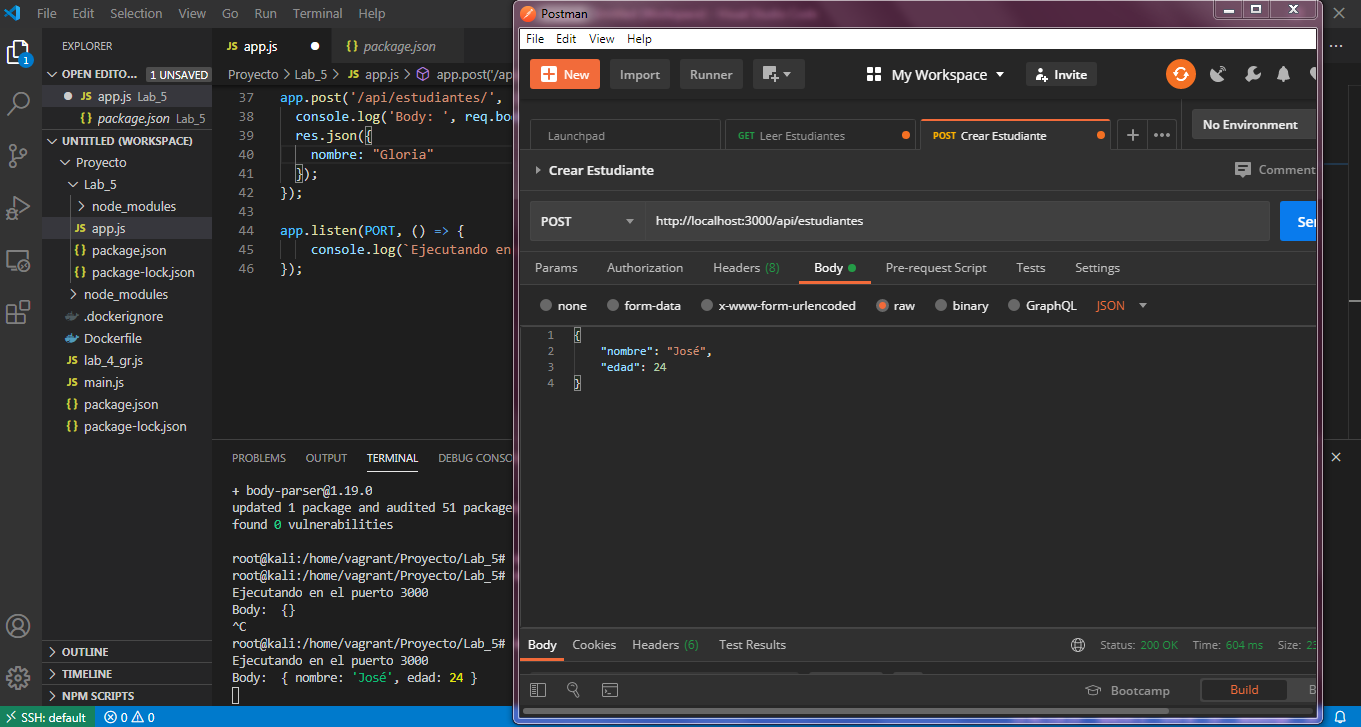 File Edit Selection View Go Run Terminal Help
EXPLORER
OPEN EDITO... 1 UNSAVED
JS app.js Lab_5
{} package.json Lab_5
UNTITLED (WORKSPACE)
Proyecto
Lab_5
node_modules
JS app.js
{} package.json
{} package-lock.json
node_modules
.dockerignore
Dockerfile
JS lab_4_gr.js
JS main.js
{} package.json
{} package-lock.json
OUTLINE
TIMELINE
NPM SCRIPTS
JS app.js
{} package.json
Proyecto > Lab_5 > JS app.js > app.post('/ap
37 app.post('/api/estudiantes/',
38 console.log('Body: ', req.bo
39 res.json({
40 nombre: "Gloria"
41 });
42 });
43
44 app.listen(PORT, () => {
45 console.log(`Ejecutando en
46 });
PROBLEMS OUTPUT TERMINAL DEBUG CONSO
+ body-parser@1.19.0
updated 1 package and audited 51 package
found 0 vulnerabilities
root@kali:/home/vagrant/Proyecto/Lab_5#
root@kali:/home/vagrant/Proyecto/Lab_5#
Ejecutando en el puerto 3000
Body: {}
^C
root@kali:/home/vagrant/Proyecto/Lab_5#
Ejecutando en el puerto 3000
Body: { nombre: 'José', edad: 24 }
SSH: default 0 0
1
Postman
File Edit View Help
New Import Runner My Workspace Invite
Launchpad GET Leer Estudiantes POST Crear Estudiante + ••• No Environment
Crear Estudiante Comment
POST http://localhost:3000/api/estudiantes Se
Params Authorization Headers (8) Body Pre-request Script Tests Settings
none form-data x-www-form-urlencoded raw binary GraphQL JSON
1 {
2 "nombre": "José",
3 "edad": 24
4 }
Body Cookies Headers (6) Test Results Status: 200 OK Time: 604 ms Size: 23
Bootcamp Build B